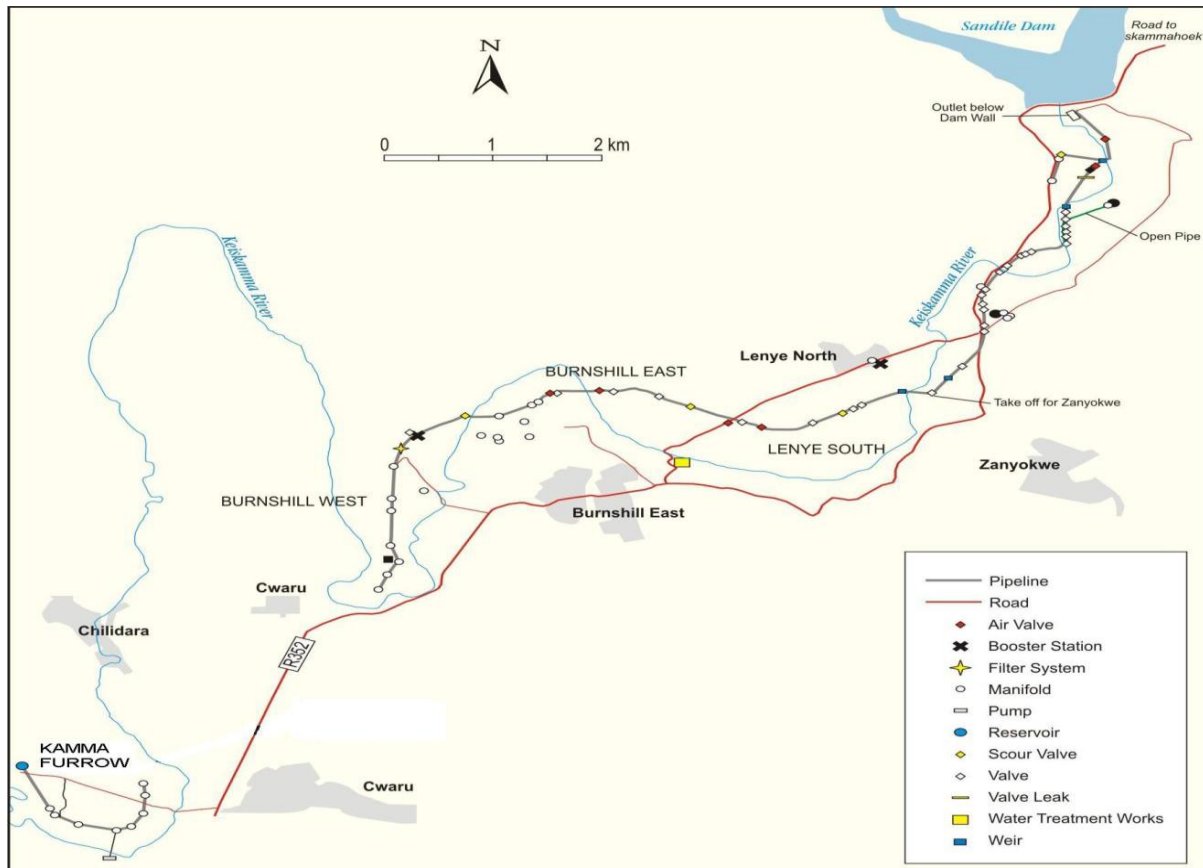 Sandile Dam
Road to
skammahoek
N
Outlet below
Dam Wall
0 1 2 km
Keiskamma River
Open Pipe
Keiskamma River
Lenye North
BURNSHILL EAST
Take off for Zanyokwe
LENYE SOUTH
Zanyokwe
BURNSHILL WEST
Burnshill East
Cwaru
Chilidara
R352
KAMMA
FURROW
Cwaru
Pipeline
Road
Air Valve
Booster Station
Filter System
Manifold
Pump
Reservoir
Scour Valve
Valve
Valve Leak
Water Treatment Works
Weir